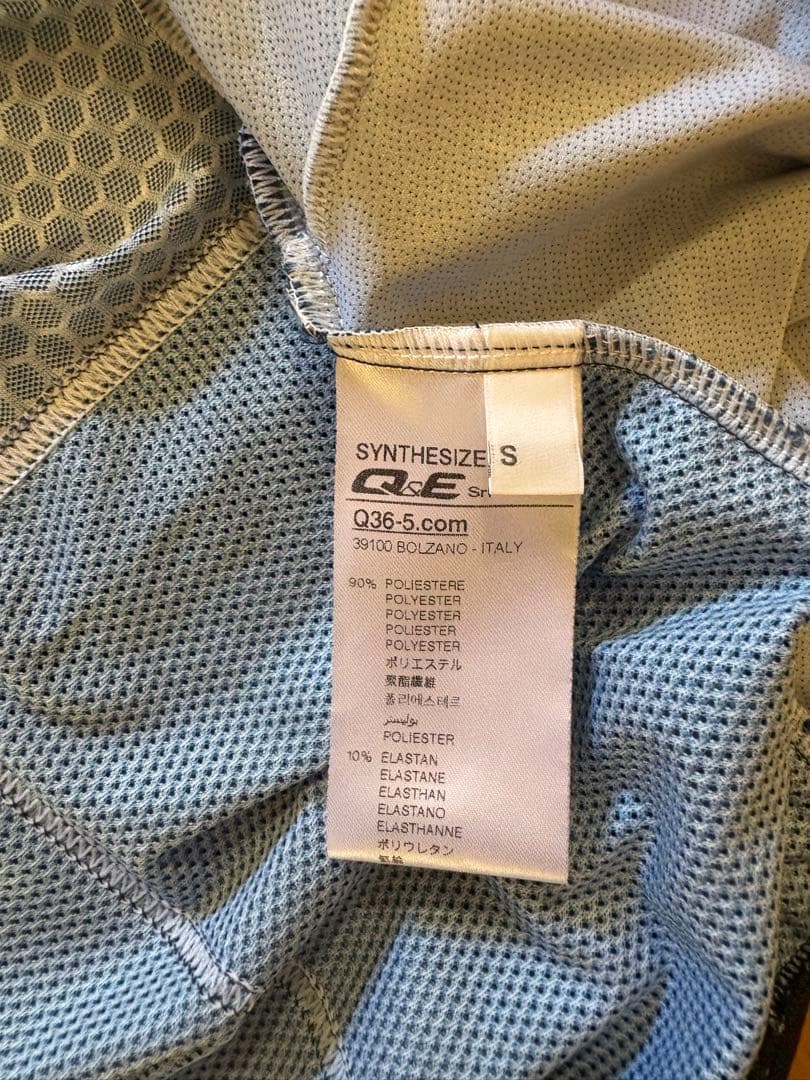 SYNTHESIZE
S
Q&E Sr
Q36-5.com
39100 BOLZANO - ITALY
90% POLIESTERE
POLYESTER
POLYESTER
POLIESTER
POLYESTER
ポリエステル
聚酯纖維
폴리에스테르
بوليستر
POLIESTER
10% ELASTAN
ELASTANE
ELASTHAN
ELASTANO
ELASTHANNE
ポリウレタン